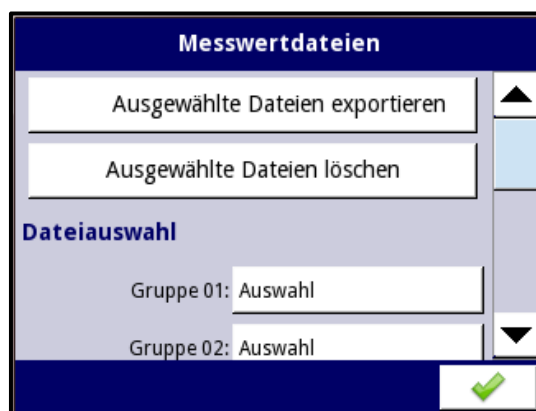 Messwertdateien
Ausgewählte Dateien exportieren
Ausgewählte Dateien löschen
Dateiauswahl
Gruppe 01: Auswahl
Gruppe 02: Auswahl